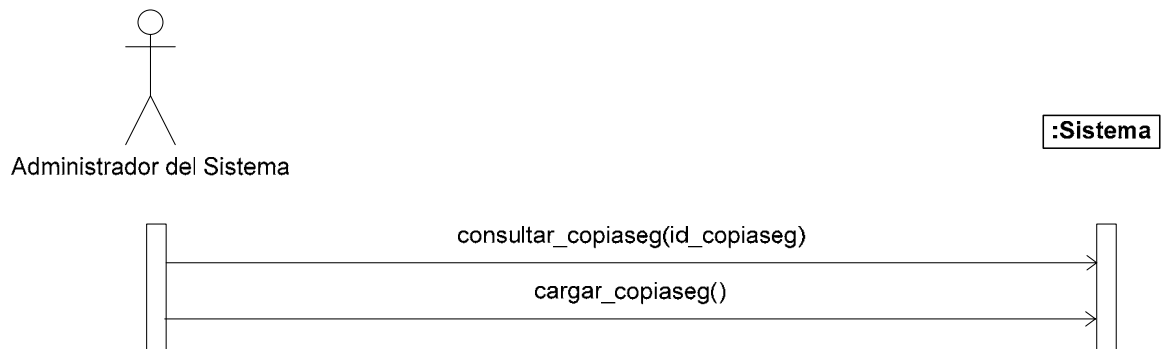 :Sistema
Administrador del Sistema
consultar_copiaseg(id_copiaseg)
cargar_copiaseg()